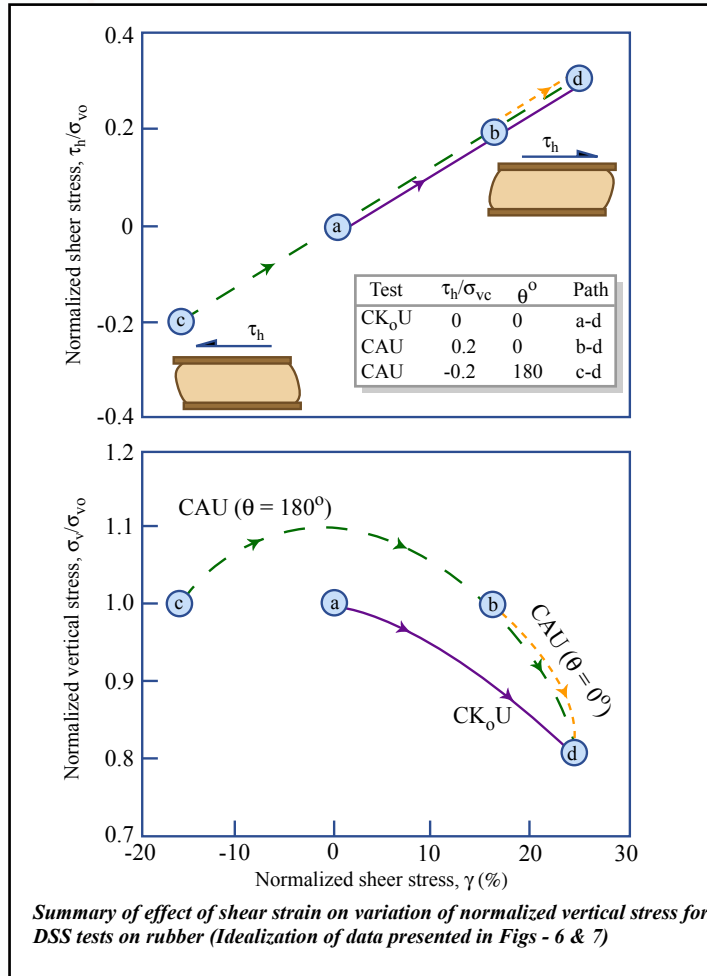 0.4
0.2
0
-0.2
-0.4
Normalized sheer stress, τh/σvo
a
b
c
d
τh
τh
Test τh/σvc θo Path
CKoU 0 0 a-d
CAU 0.2 0 b-d
CAU -0.2 180 c-d
1.2
1.1
1.0
0.9
0.8
0.7
Normalized vertical stress, σv/σvo
CAU (θ = 180o)
c
a
b
CAU (θ = 0o)
CKoU
d
-20 -10 0 10 20 30
Normalized sheer stress, γ (%)
Summary of effect of shear strain on variation of normalized vertical stress for
DSS tests on rubber (Idealization of data presented in Figs - 6 & 7)